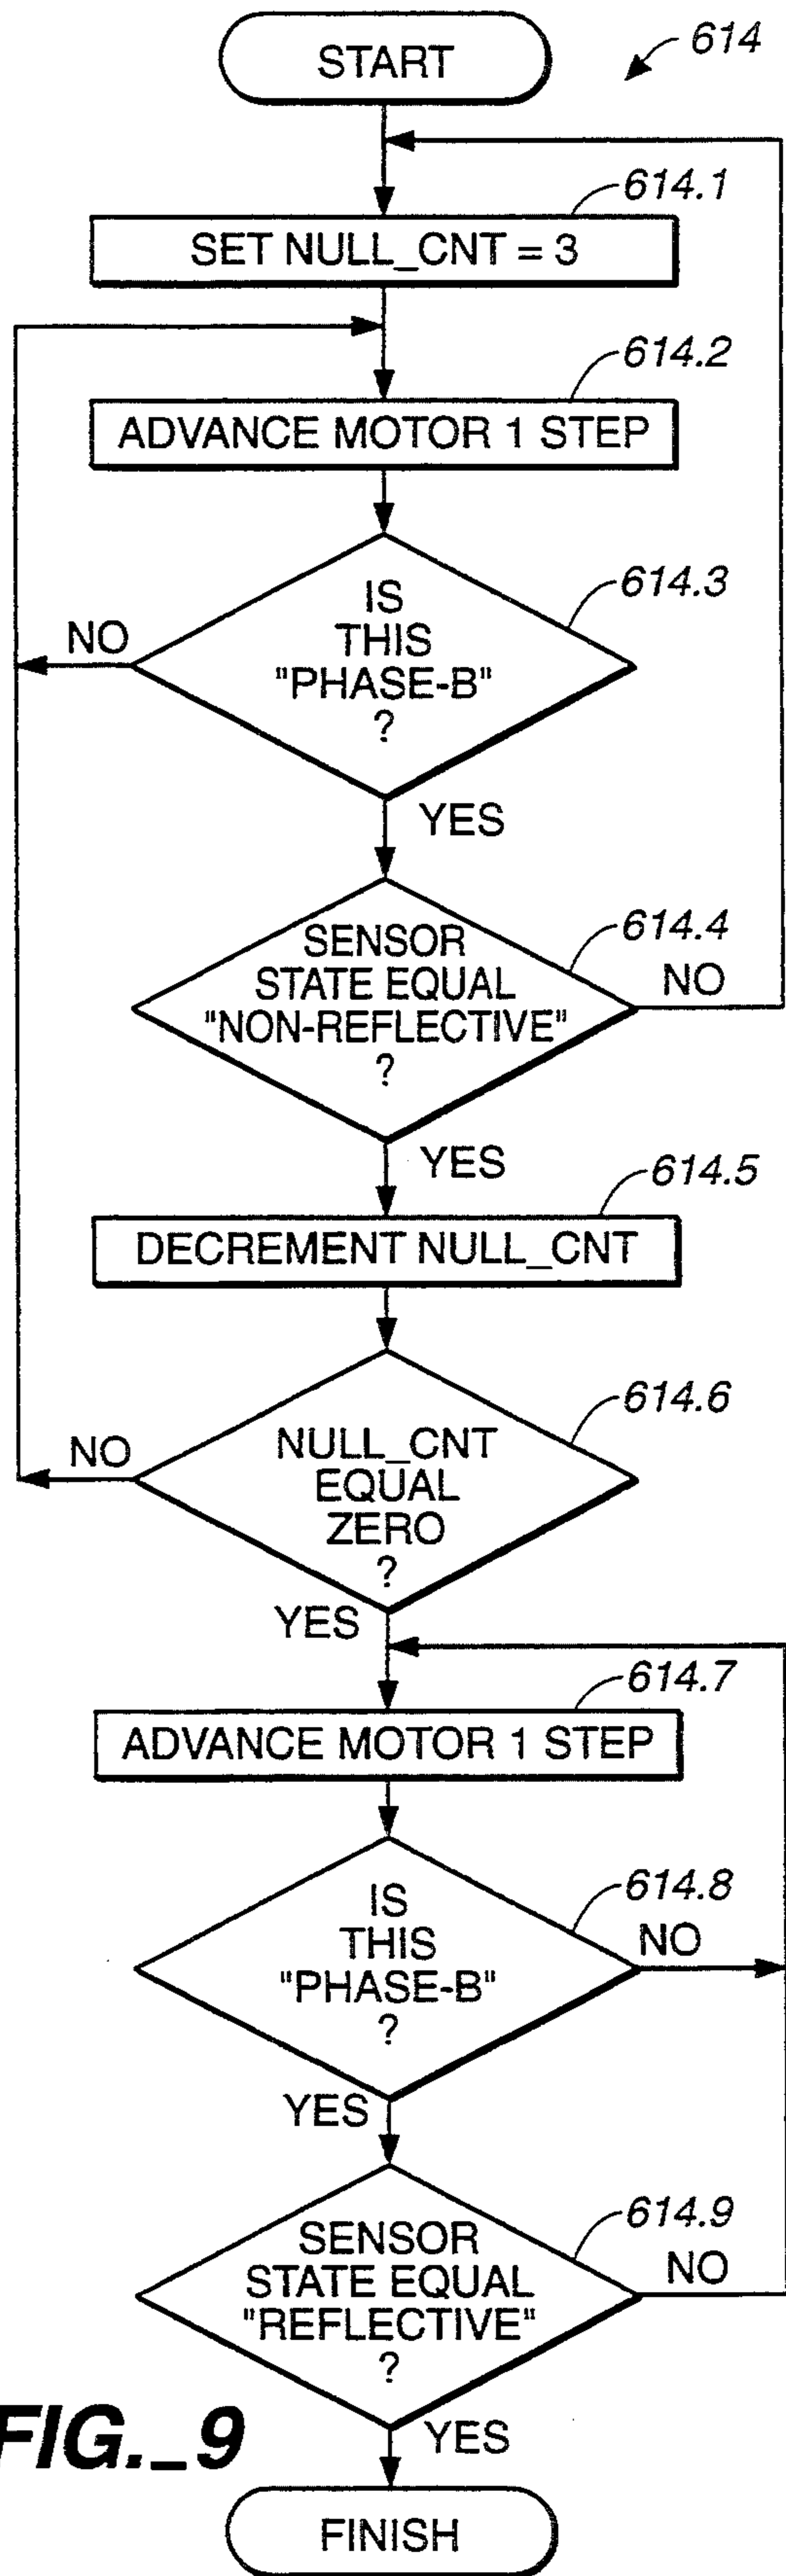 START
614
614.1
SET NULL_CNT = 3
614.2
ADVANCE MOTOR 1 STEP
614.3
IS
THIS
"PHASE-B"
?
NO
YES
614.4
SENSOR
STATE EQUAL
"NON-REFLECTIVE"
?
NO
YES
614.5
DECREMENT NULL_CNT
614.6
NULL_CNT
EQUAL
ZERO
?
NO
YES
614.7
ADVANCE MOTOR 1 STEP
614.8
IS
THIS
"PHASE-B"
?
NO
YES
614.9
SENSOR
STATE EQUAL
"REFLECTIVE"
?
NO
YES
FIG._9
FINISH